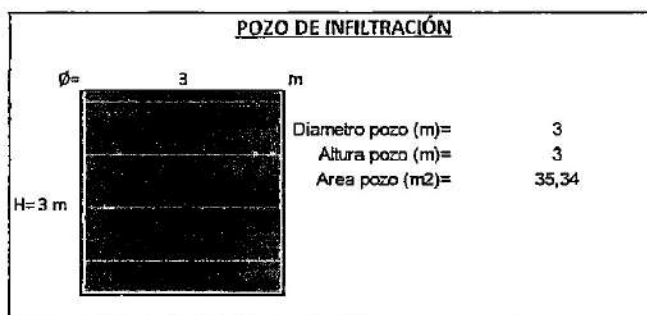 POZO DE INFILTRACIÓN
Ø= 3 m
Diametro pozo (m)= 3
Altura pozo (m)= 3
Area pozo (m2)= 35,34
H= 3 m